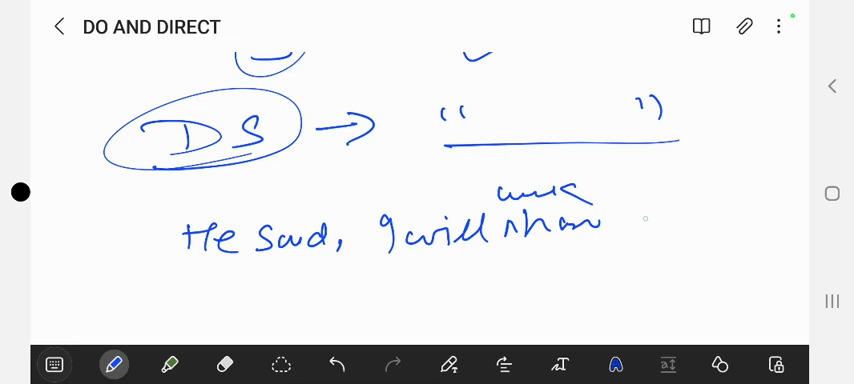 DO AND DIRECT
DS → " "
He said, I will